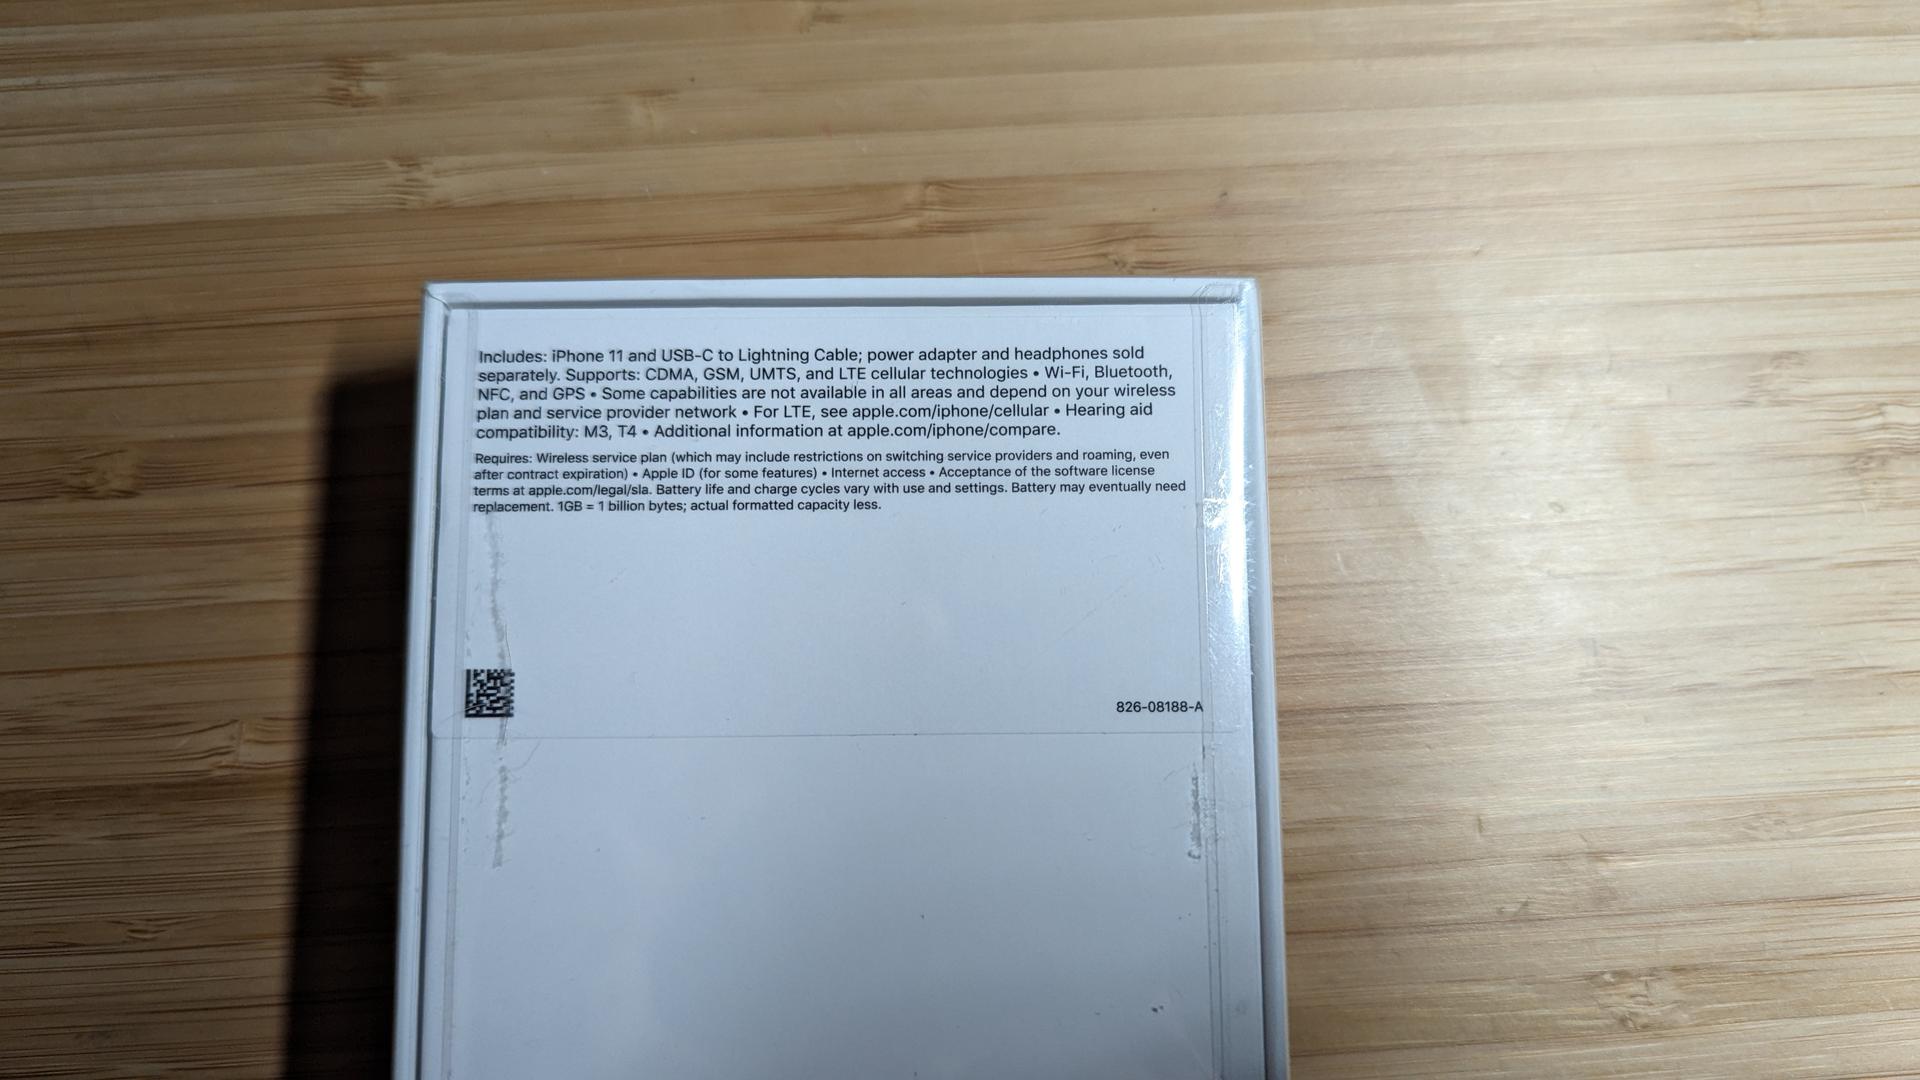 Includes: iPhone 11 and USB-C to Lightning Cable; power adapter and headphones sold
separately. Supports: CDMA, GSM, UMTS, and LTE cellular technologies • Wi-Fi, Bluetooth,
NFC, and GPS • Some capabilities are not available in all areas and depend on your wireless
plan and service provider network • For LTE, see apple.com/iphone/cellular • Hearing aid
compatibility: M3, T4 • Additional information at apple.com/iphone/compare.
Requires: Wireless service plan (which may include restrictions on switching service providers and roaming, even
after contract expiration) • Apple ID (for some features) • Internet access • Acceptance of the software license
terms at apple.com/legal/sla. Battery life and charge cycles vary with use and settings. Battery may eventually need
replacement. 1GB = 1 billion bytes; actual formatted capacity less.
826-08188-A